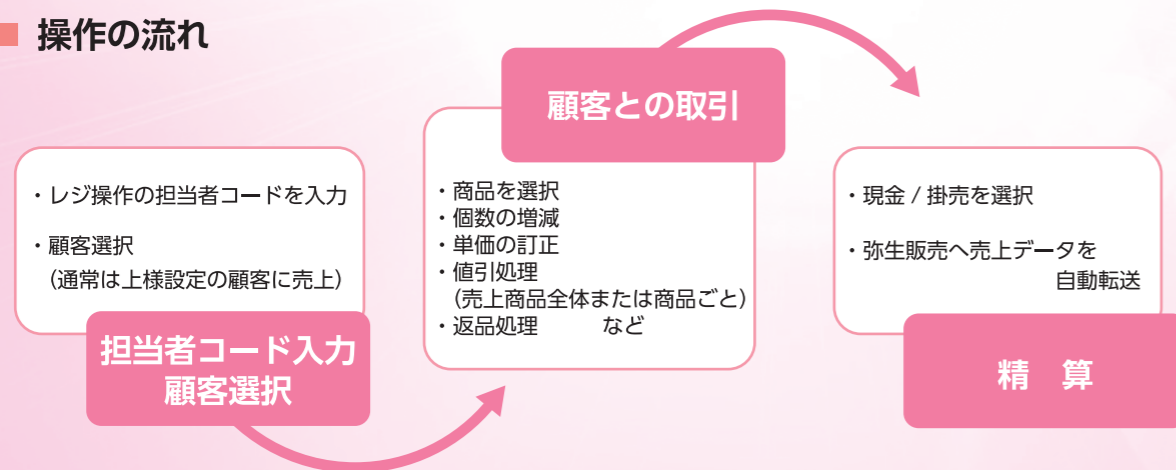 操作の流れ
・レジ操作の担当者コードを入力
・顧客選択
（通常は上様設定の顧客に売上）
担当者コード入力
顧客選択
顧客との取引
・商品を選択
・個数の増減
・単価の訂正
・値引処理
（売上商品全体または商品ごと）
・返品処理　　　など
・現金 / 掛売を選択
・弥生販売へ売上データを
自動転送
精　算